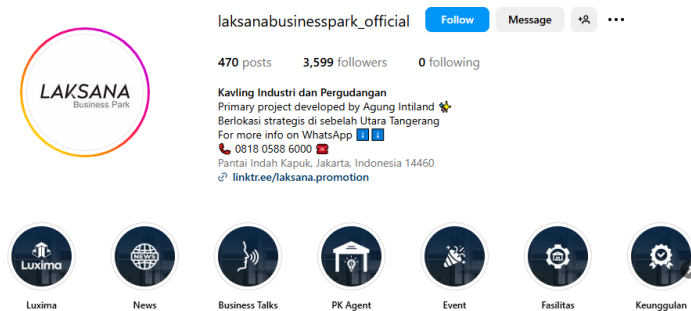 laksanabusinesspark_official Follow Message
470 posts 3,599 followers 0 following
LAKSANA
Business Park
Kavling Industri dan Pergudangan
Primary project developed by Agung Intiland ✨
Berlokasi strategis di sebelah Utara Tangerang
For more info on WhatsApp ⬇️⬇️
📞 0818 0588 6000 ☎️
Pantai Indah Kapuk, Jakarta, Indonesia 14460
linktr.ee/laksana.promotion
Luxima
NEWS
Luxima News Business Talks PK Agent Event Fasilitas Keunggulan